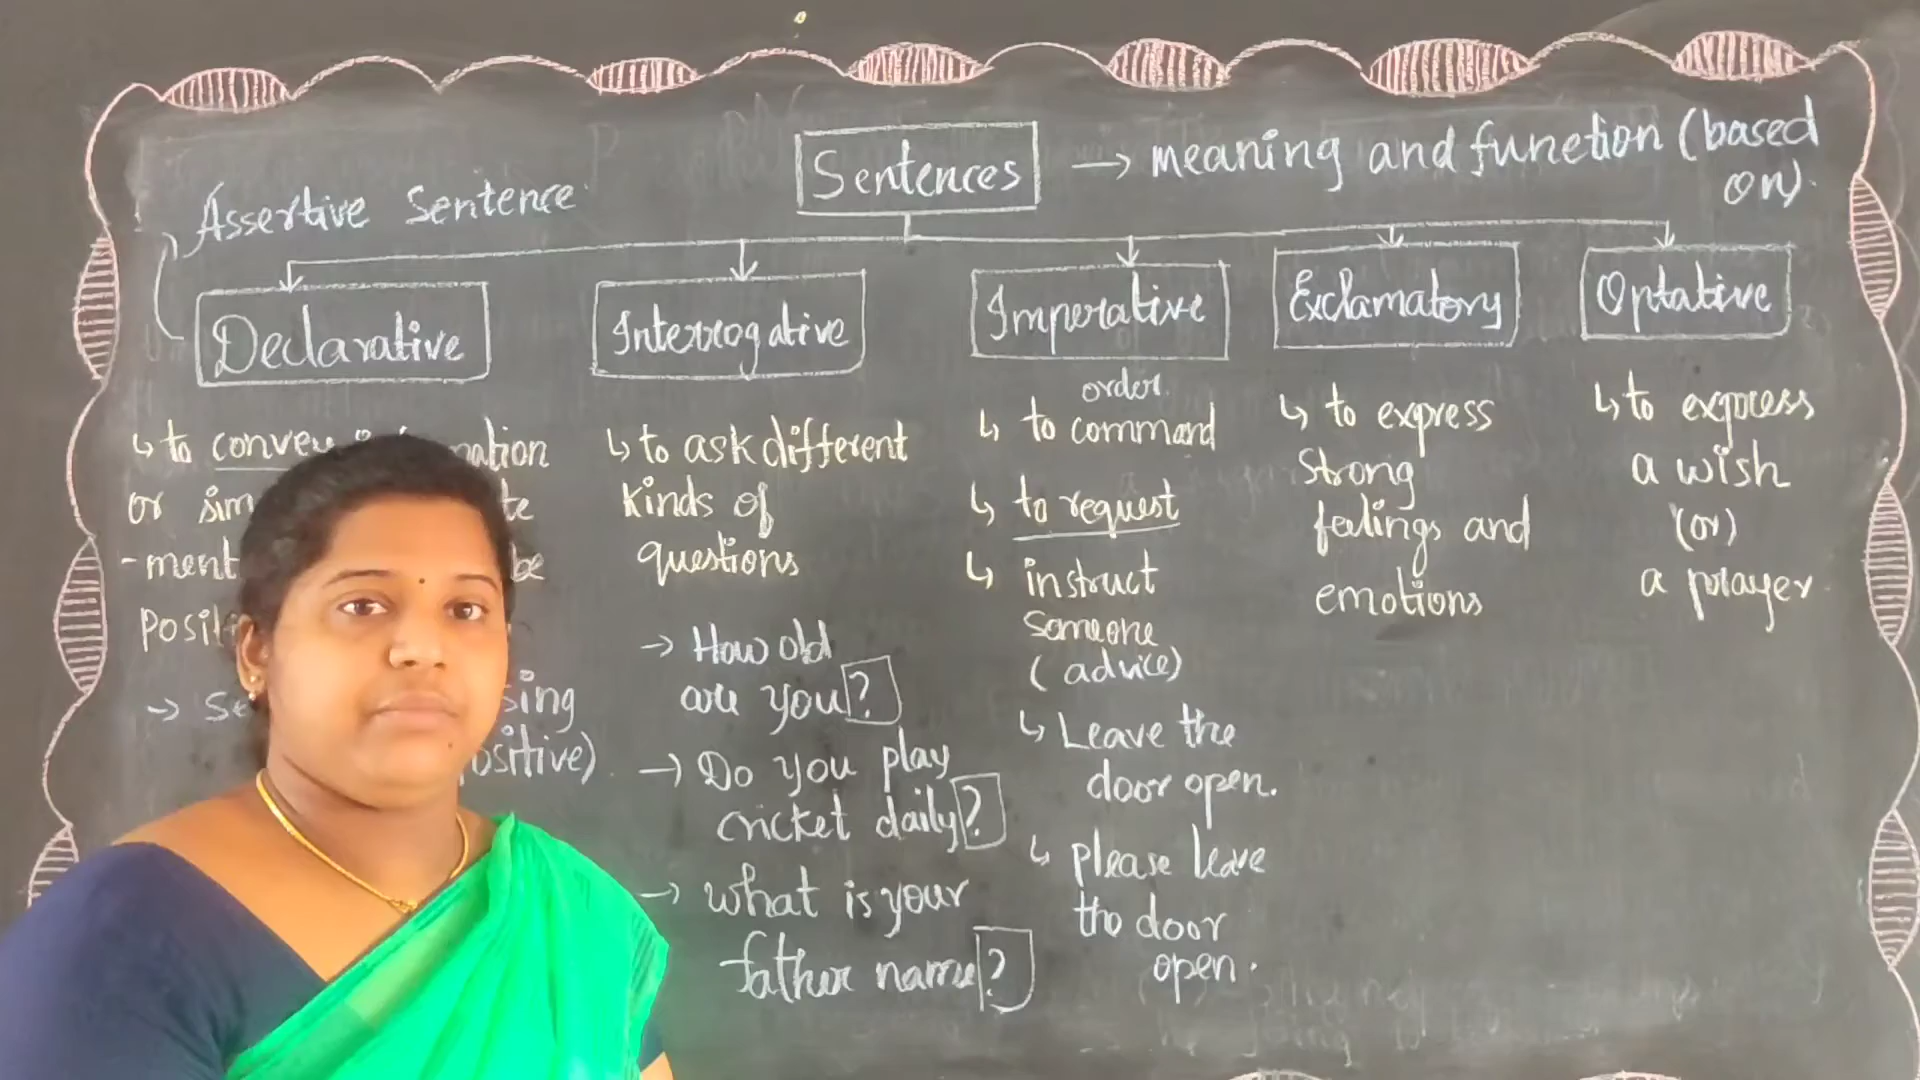 Sentences → meaning and function (based
on).
Assertive Sentence
Declarative
↳ to convey
or
-ment be
→ sing
ositive)
Interrogative
↳ to ask different
kinds of
questions
→ How old
are you?
→ Do you play
cricket daily?
→ what is your
father name?
Imperative
order.
↳ to command
↳ to request
↳ instruct
someone
(advice)
↳ Leave the
door open.
↳ please leave
the door
open.
Exclamatory
↳ to express
strong
feelings and
emotions
Optative
↳ to express
a wish
(or)
a prayer